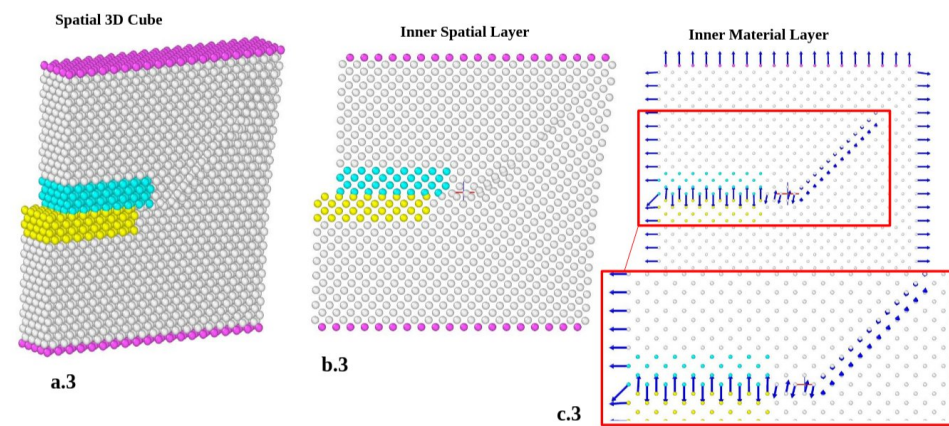 Spatial 3D Cube
Inner Spatial Layer
Inner Material Layer
a.3
b.3
c.3